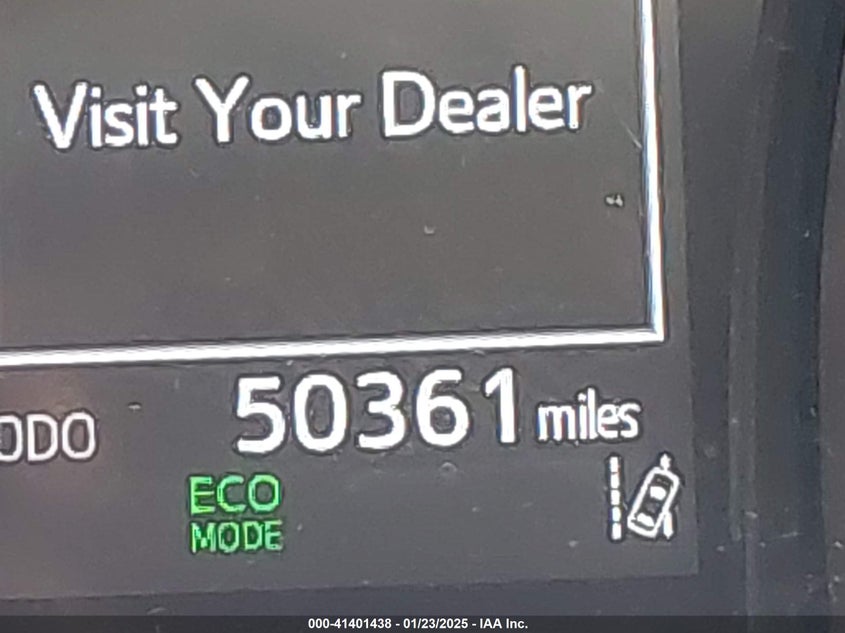 Visit Your Dealer
ODO 50361 miles
ECO
MODE
000-41401438 - 01/23/2025 - IAA Inc.